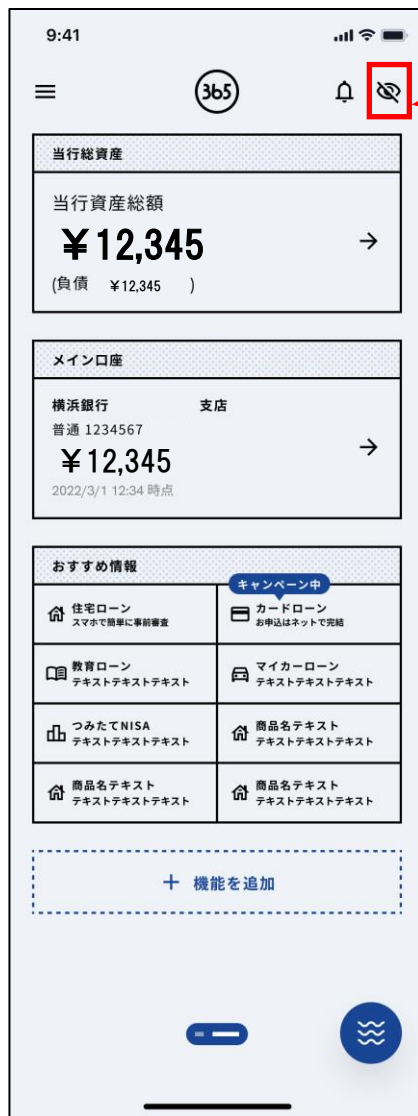 9:41
365
当行総資産
当行資産総額
¥12,345
(負債 ¥12,345 )
メイン口座
横浜銀行 支店
普通 1234567
¥12,345
2022/3/1 12:34 時点
おすすめ情報
キャンペーン中
住宅ローン
スマホで簡単に事前審査
カードローン
お申込はネットで完結
教育ローン
テキストテキストテキスト
マイカーローン
テキストテキストテキスト
つみたてNISA
テキストテキストテキスト
商品名テキスト
テキストテキストテキスト
商品名テキスト
テキストテキストテキスト
商品名テキスト
テキストテキストテキスト
+ 機能を追加